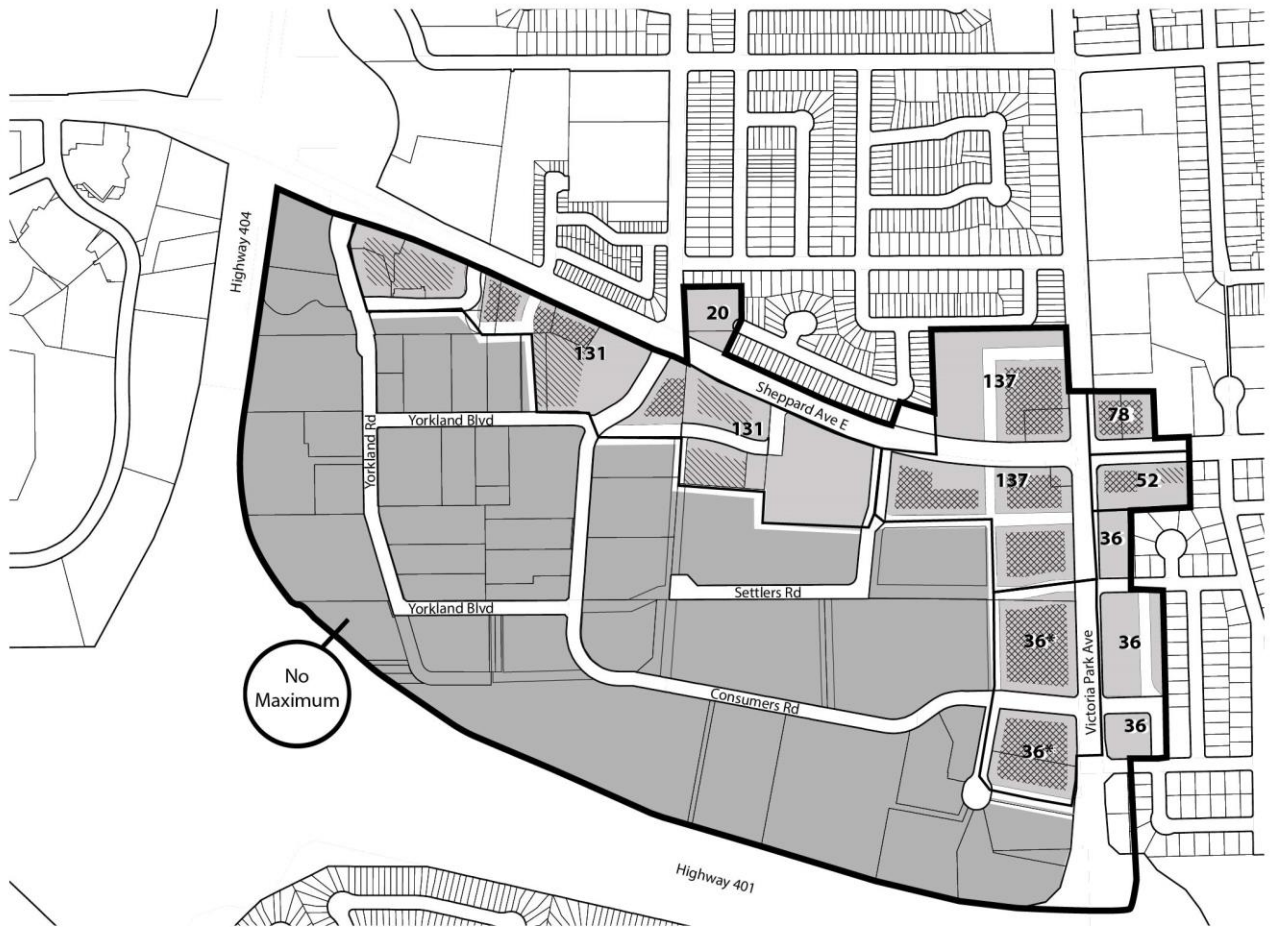 Highway 404
20
131
137
Sheppard Ave E
78
Yorkland Blvd
131
Yorkland Rd
137
52
36
Settlers Rd
Yorkland Blvd
36*
36
No
Maximum
Victoria Park Ave
Consumers Rd
36
36*
Highway 401